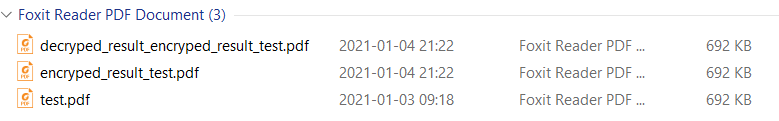 Foxit Reader PDF Document (3)
decryped_result_encryped_result_test.pdf 2021-01-04 21:22 Foxit Reader PDF ... 692 KB
encryped_result_test.pdf 2021-01-04 21:22 Foxit Reader PDF ... 692 KB
test.pdf 2021-01-03 09:18 Foxit Reader PDF ... 692 KB